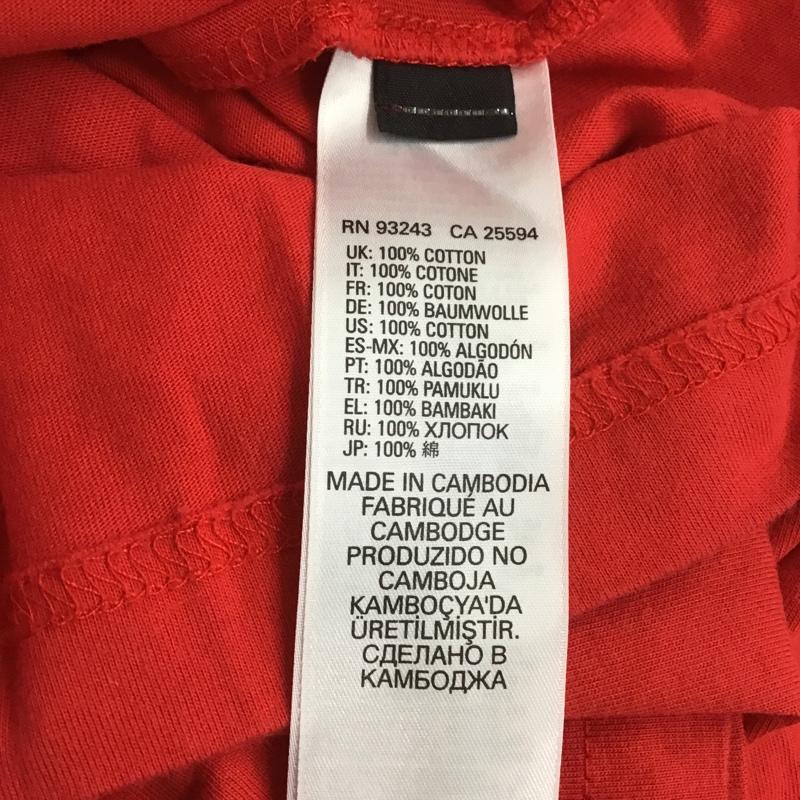 RN 93243 CA 25594
UK: 100% COTTON
IT: 100% COTONE
FR: 100% COTON
DE: 100% BAUMWOLLE
US: 100% COTTON
ES-MX: 100% ALGODÓN
PT: 100% ALGODÃO
TR: 100% PAMUKLU
EL: 100% BAMBAKI
RU: 100% ХЛОПОК
JP: 100% 綿
MADE IN CAMBODIA
FABRIQUÉ AU
CAMBODGE
PRODUZIDO NO
CAMBOJA
KAMBOÇYA'DA
ÜRETİLMİŞTİR.
СДЕЛАНО В
КАМБОДЖА